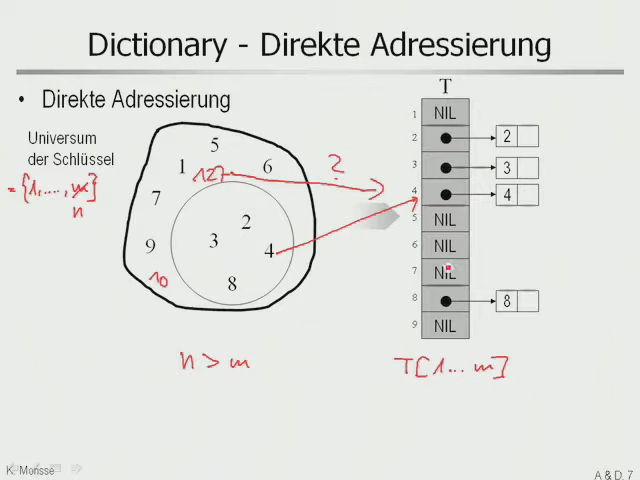 Dictionary - Direkte Adressierung
• Direkte Adressierung
Universum
der Schlüssel
= {1, ..., m}
n
5
1
127
6
7
2
3
4
9
8
10
?
T
1 NIL
2 2
3 3
4 4
5 NIL
6 NIL
7 NIL
8 8
9 NIL
n > m
T[1...m]
K. Morisse
A & D. 7